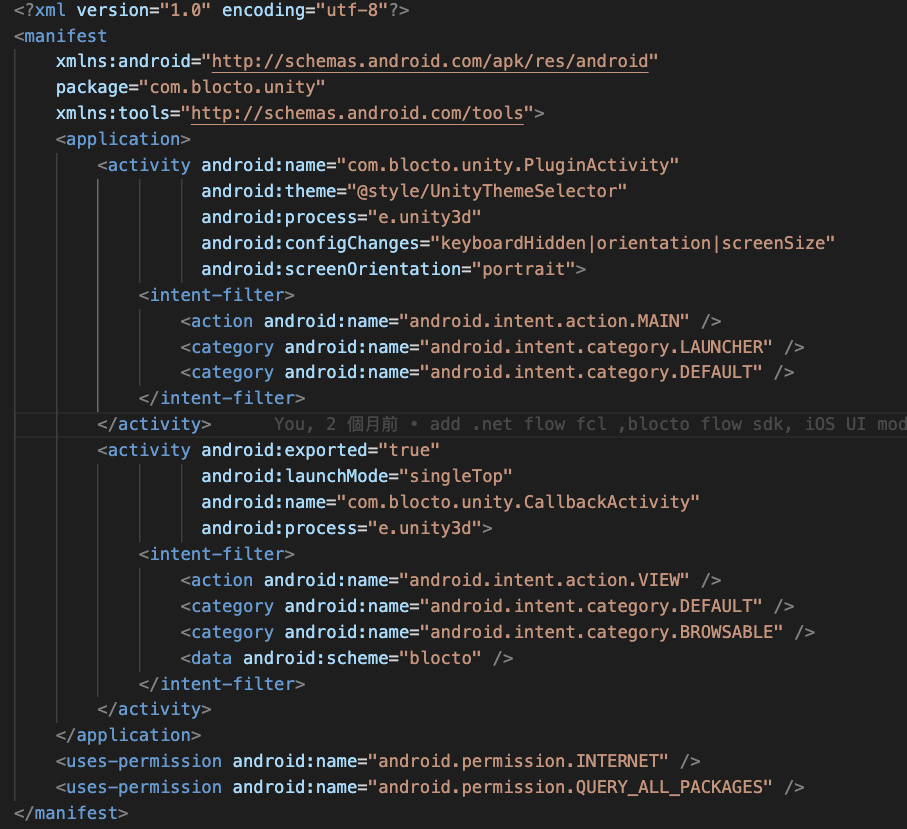 <?xml version="1.0" encoding="utf-8"?>
<manifest
    xmlns:android="http://schemas.android.com/apk/res/android"
    package="com.blocto.unity"
    xmlns:tools="http://schemas.android.com/tools">
    <application>
        <activity android:name="com.blocto.unity.PluginActivity"
                  android:theme="@style/UnityThemeSelector"
                  android:process="e.unity3d"
                  android:configChanges="keyboardHidden|orientation|screenSize"
                  android:screenOrientation="portrait">
            <intent-filter>
                <action android:name="android.intent.action.MAIN" />
                <category android:name="android.intent.category.LAUNCHER" />
                <category android:name="android.intent.category.DEFAULT" />
            </intent-filter>
        </activity>      You, 2 個月前 • add .net flow fcl ,blocto flow sdk, iOS UI mod
        <activity android:exported="true"
                  android:launchMode="singleTop"
                  android:name="com.blocto.unity.CallbackActivity"
                  android:process="e.unity3d">
            <intent-filter>
                <action android:name="android.intent.action.VIEW" />
                <category android:name="android.intent.category.DEFAULT" />
                <category android:name="android.intent.category.BROWSABLE" />
                <data android:scheme="blocto" />
            </intent-filter>
        </activity>
    </application>
    <uses-permission android:name="android.permission.INTERNET" />
    <uses-permission android:name="android.permission.QUERY_ALL_PACKAGES" />
</manifest>